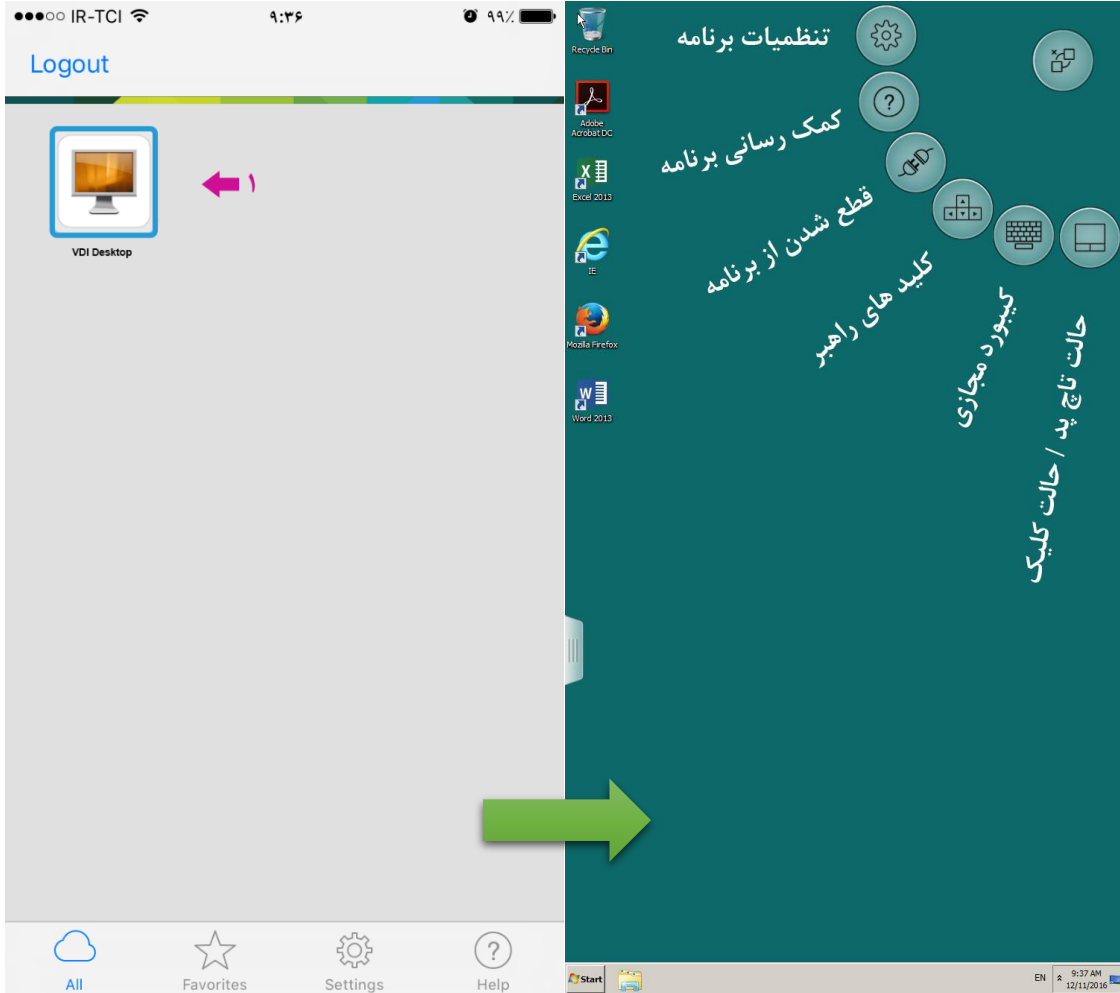 IR-TCI ۹:۳۶ ۹۹٪
Logout
۱
VDI Desktop
All Favorites Settings Help
Recycle Bin
Adobe Acrobat DC
Excel 2013
IE
Mozilla Firefox
Word 2013
تنظمیات برنامه
کمک رسانی برنامه
قطع شدن از برنامه
کلید های راهبر
کیبورد مجازی
حالت تاچ پد / حالت کلیک
Start EN 9:37 AM
12/11/2016